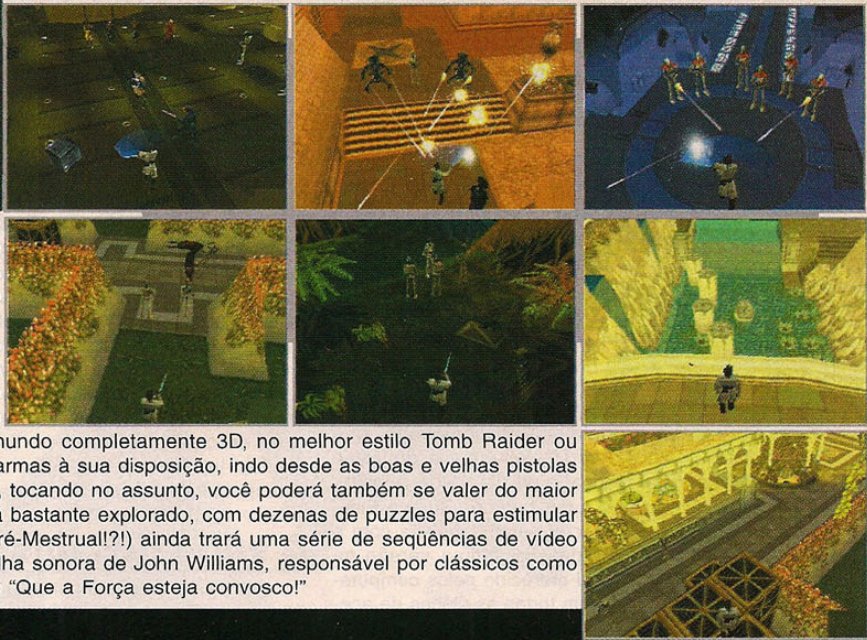 mundo completamente 3D, no melhor estilo Tomb Raider ou
armas à sua disposição, indo desde as boas e velhas pistolas
, tocando no assunto, você poderá também se valer do maior
bastante explorado, com dezenas de puzzles para estimular
ré-Mestrual!?!) ainda trará uma série de seqüências de vídeo
lha sonora de John Williams, responsável por clássicos como
"Que a Força esteja convosco!"